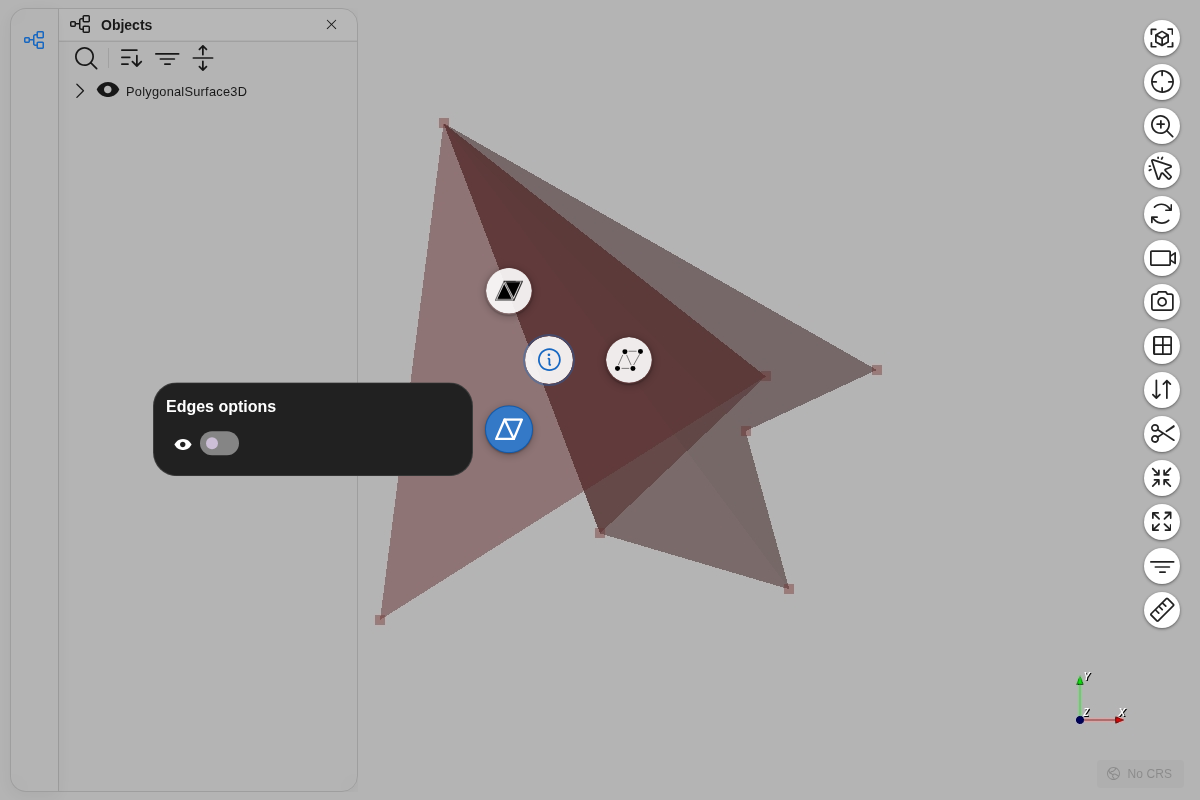 Objects
PolygonalSurface3D
Edges options
Y
Z
X
No CRS